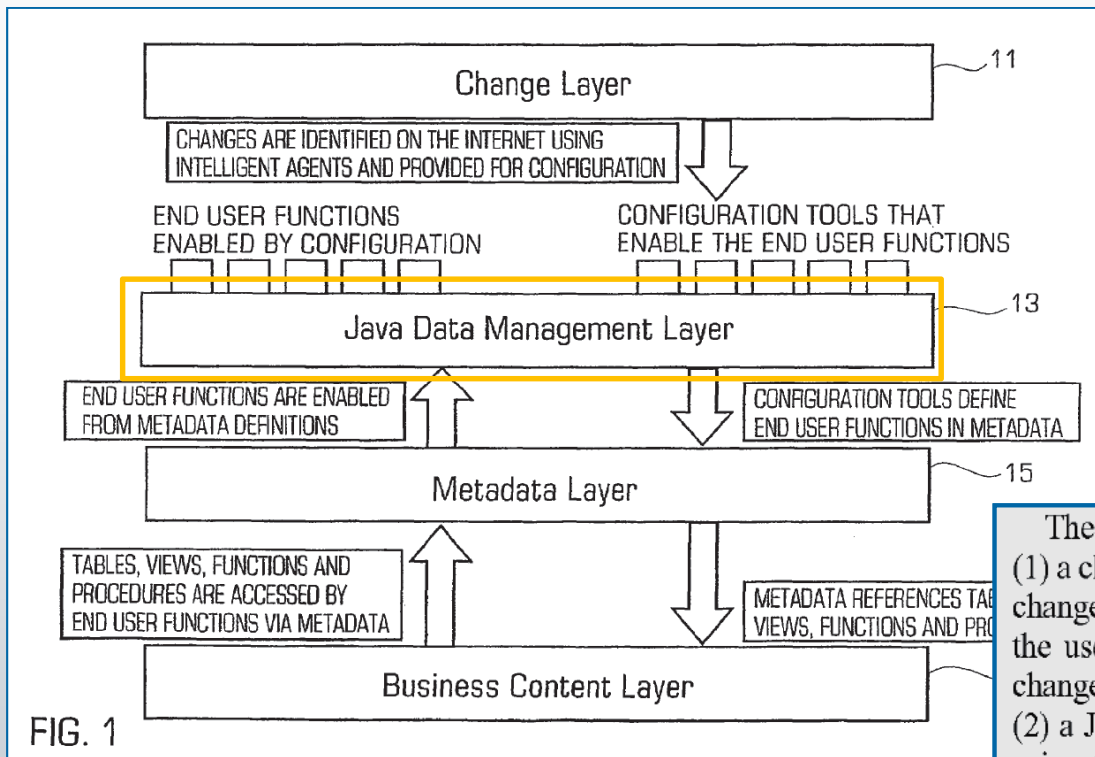 Change Layer
11
CHANGES ARE IDENTIFIED ON THE INTERNET USING
INTELLIGENT AGENTS AND PROVIDED FOR CONFIGURATION
END USER FUNCTIONS
ENABLED BY CONFIGURATION
CONFIGURATION TOOLS THAT
ENABLE THE END USER FUNCTIONS
Java Data Management Layer
13
END USER FUNCTIONS ARE ENABLED
FROM METADATA DEFINITIONS
CONFIGURATION TOOLS DEFINE
END USER FUNCTIONS IN METADATA
Metadata Layer
15
TABLES, VIEWS, FUNCTIONS AND
PROCEDURES ARE ACCESSED BY
END USER FUNCTIONS VIA METADATA
METADATA REFERENCES
VIEWS, FUNCTIONS AND
Business Content Layer
FIG. 1
The
(1) a
change
the
change
(2) a